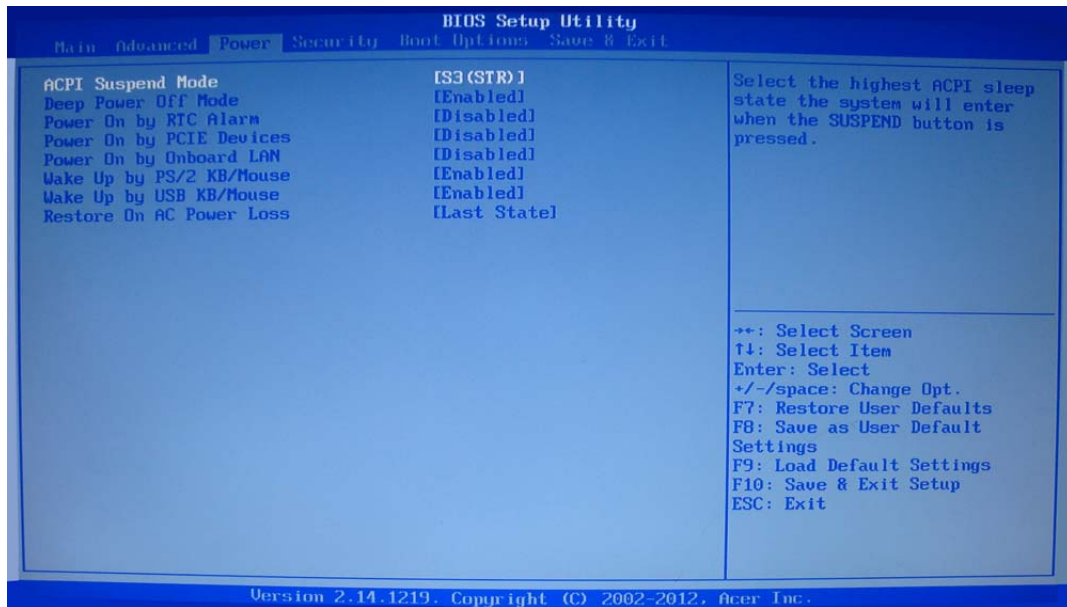 BIOS Setup Utility
Main Advanced Power Security Boot Options Save & Exit
ACPI Suspend Mode [S3(STR)]
Deep Power Off Mode [Enabled]
Power On by RTC Alarm [Disabled]
Power On by PCIE Devices [Disabled]
Power On by Onboard LAN [Disabled]
Wake Up by PS/2 KB/Mouse [Enabled]
Wake Up by USB KB/Mouse [Enabled]
Restore On AC Power Loss [Last State]
Select the highest ACPI sleep
state the system will enter
when the SUSPEND button is
pressed.
→←: Select Screen
↑↓: Select Item
Enter: Select
+/-/space: Change Opt.
F7: Restore User Defaults
F8: Save as User Default
Settings
F9: Load Default Settings
F10: Save & Exit Setup
ESC: Exit
Version 2.14.1219. Copyright (C) 2002-2012, Acer Inc.